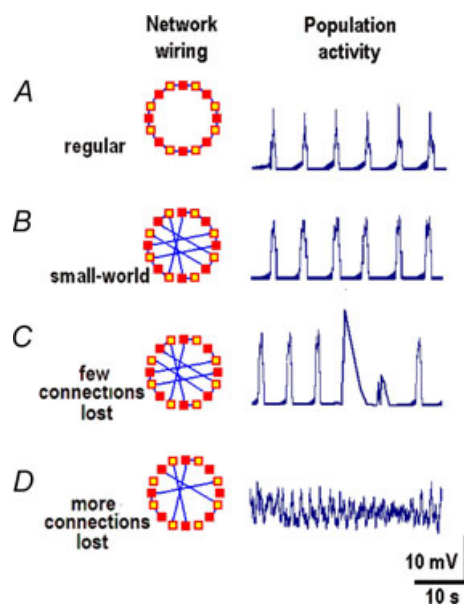 Network
wiring
Population
activity
A
regular
B
small-world
C
few
connections
lost
D
more
connections
lost
10 mV
10 s